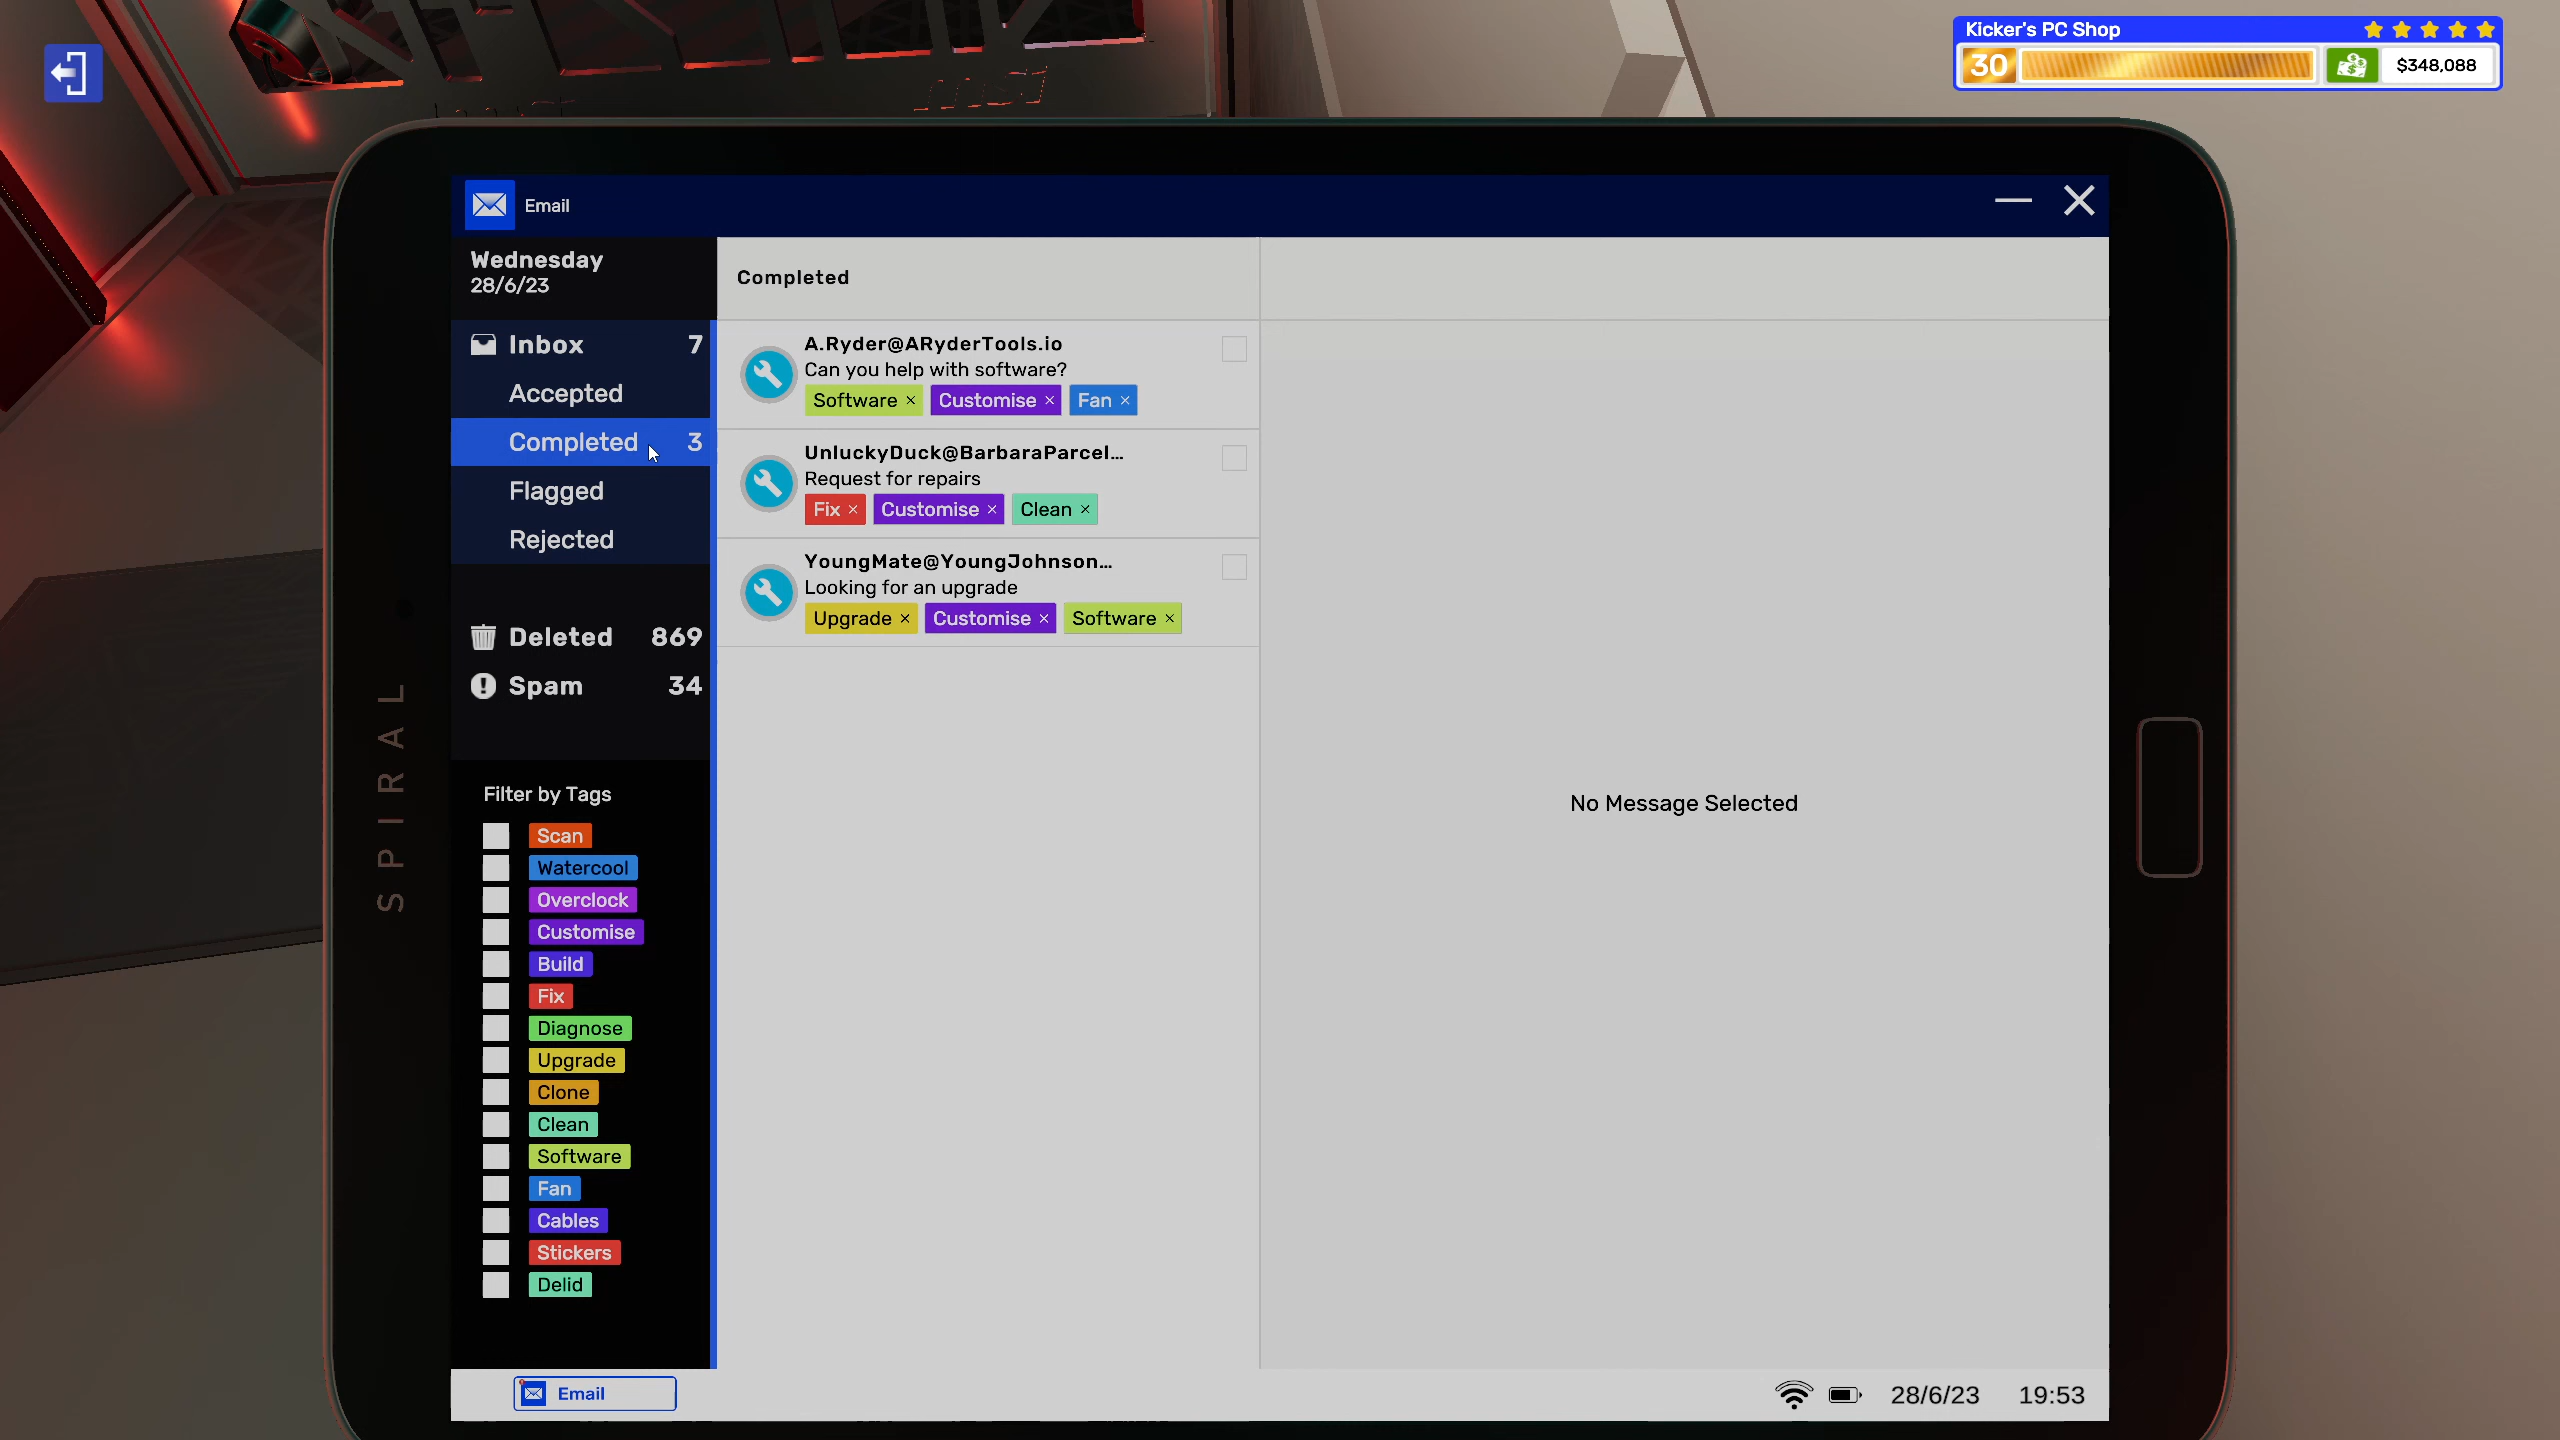 Kicker's PC Shop
30
$348,088
Email
Wednesday
28/6/23
Inbox 7
Accepted
Completed 3
Flagged
Rejected
Deleted 869
Spam 34
Filter by Tags
Scan
Watercool
Overclock
Customise
Build
Fix
Diagnose
Upgrade
Clone
Clean
Software
Fan
Cables
Stickers
Delid
Completed
A.Ryder@ARyderTools.io
Can you help with software?
Software × Customise × Fan ×
UnluckyDuck@BarbaraParcel...
Request for repairs
Fix × Customise × Clean ×
YoungMate@YoungJohnson...
Looking for an upgrade
Upgrade × Customise × Software ×
No Message Selected
SPIRAL
Email
28/6/23 19:53